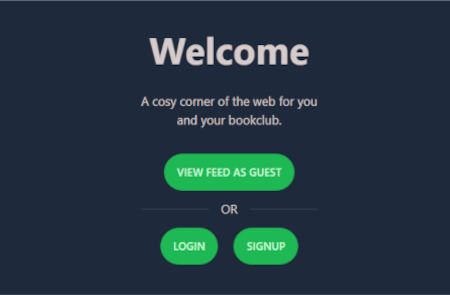 Welcome
A cosy corner of the web for you
and your bookclub.
VIEW FEED AS GUEST
OR
LOGIN SIGNUP